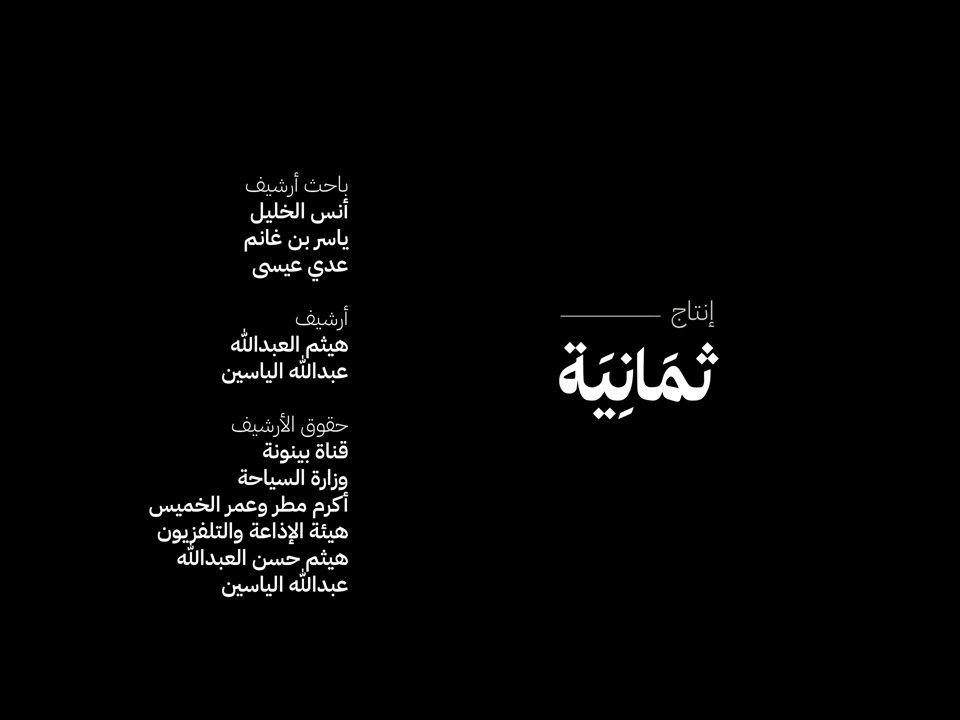 إنتاج
ثمَانِيَة
باحث أرشيف
أنس الخليل
ياسر بن غانم
عدي عيسى
أرشيف
هيثم العبدالله
عبدالله الياسين
حقوق الأرشيف
قناة بينونة
وزارة السياحة
أكرم مطر وعمر الخميس
هيئة الإذاعة والتلفزيون
هيثم حسن العبدالله
عبدالله الياسين